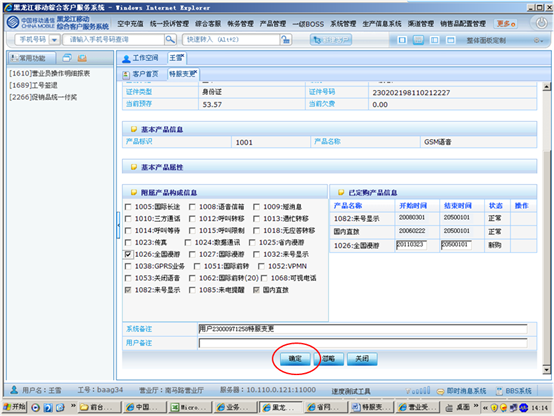 黑龙江移动综合客户服务系统 - Windows Internet Explorer
中国移动通信 CHINA MOBILE 黑龙江移动 综合客户服务系统 空中充值 统一投诉管理 综合客服 帐务管理 产品管理 一级BOSS 系统管理 生产信息系统 渠道管理 销售品配置管理 更多
手机号码 请输入手机号码查询 快速转入 (Alt+Z) 整体面板定制
常用功能 工作空间 王雪
[1610]营业员操作明细报表
[1689]工号签退
[2266]促销品统一付奖
客户首页 特服变更
证件类型 身份证 证件号码 230202198110212227
当前预存 53.57 当前欠费 0.00
基本产品信息
产品标识 1001 产品名称 GSM语音
基本产品属性
附属产品构成信息
1005:国际长途 1008:语音信箱 1009:短消息
1010:三方通话 1012:呼叫转移 1013:遇忙转移
1014:呼叫等待 1015:呼叫限制 1018:无应答转移
1023:传真 1024:数据通话 1025:省内漫游
1026:全国漫游 1027:国际漫游 1032:来号显示
1038:GPRS业务 1051:国际前转 1052:VPMN
1053:关闭语音 1062:国际前转(20) 1068:可视电话
1082:来号显示 1085:来电提醒 国内直拨
已定购产品信息
产品名称 开始时间 结束时间 状态 操作
1082:来号显示 20080301 20500101 正常
国内直拨 20060222 20500101 正常
1026:全国漫游 20110323 20500101 新购
系统备注 用户230009T1258特服变更
用户备注
确定 忽略 关闭
用户名:王雪 工号:baag34 营业厅:南马路营业厅 服务器:10.110.0.121:11000 速度测试工具 即时消息系统 BBS系统
开始 前台... 中国... Micro... 业务... 黑龙... 省网... 特服变... 营业务... 桌面 14:14